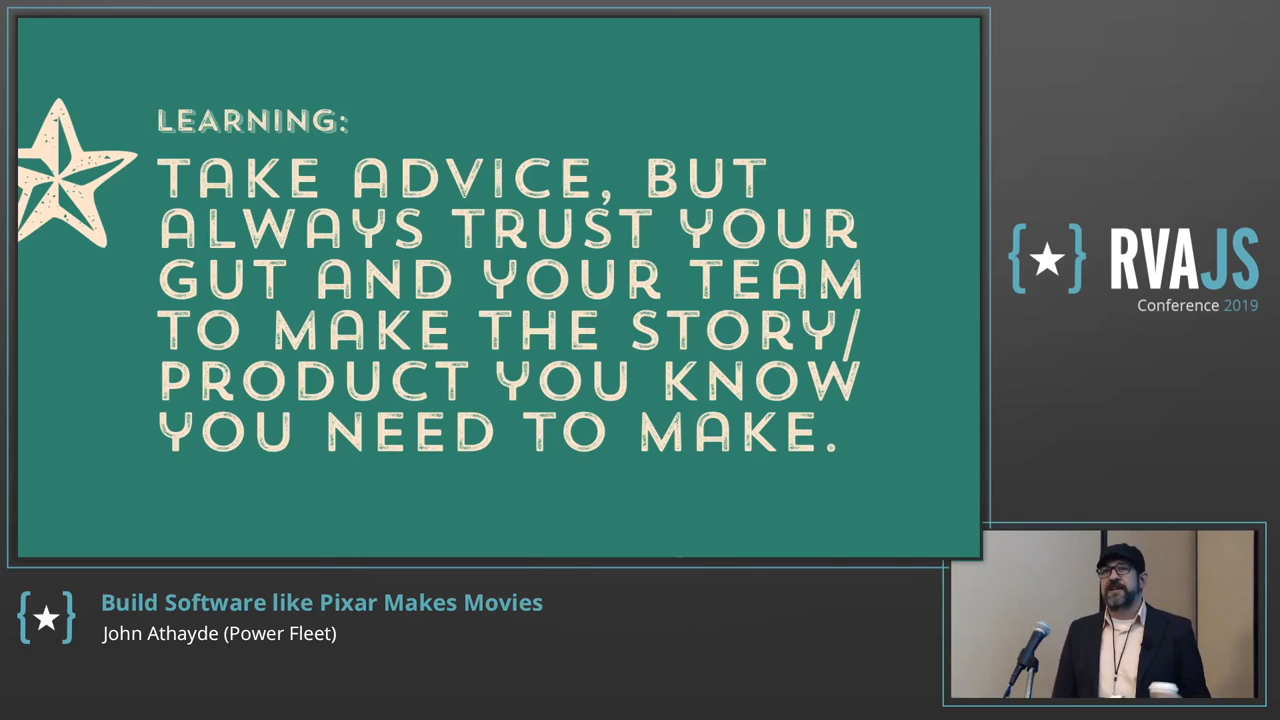 LEARNING:
TAKE ADVICE, BUT
ALWAYS TRUST YOUR
GUT AND YOUR TEAM
TO MAKE THE STORY/
PRODUCT YOU KNOW
YOU NEED TO MAKE.
{★} RVAJS
Conference 2019
{★} Build Software like Pixar Makes Movies
John Athayde (Power Fleet)